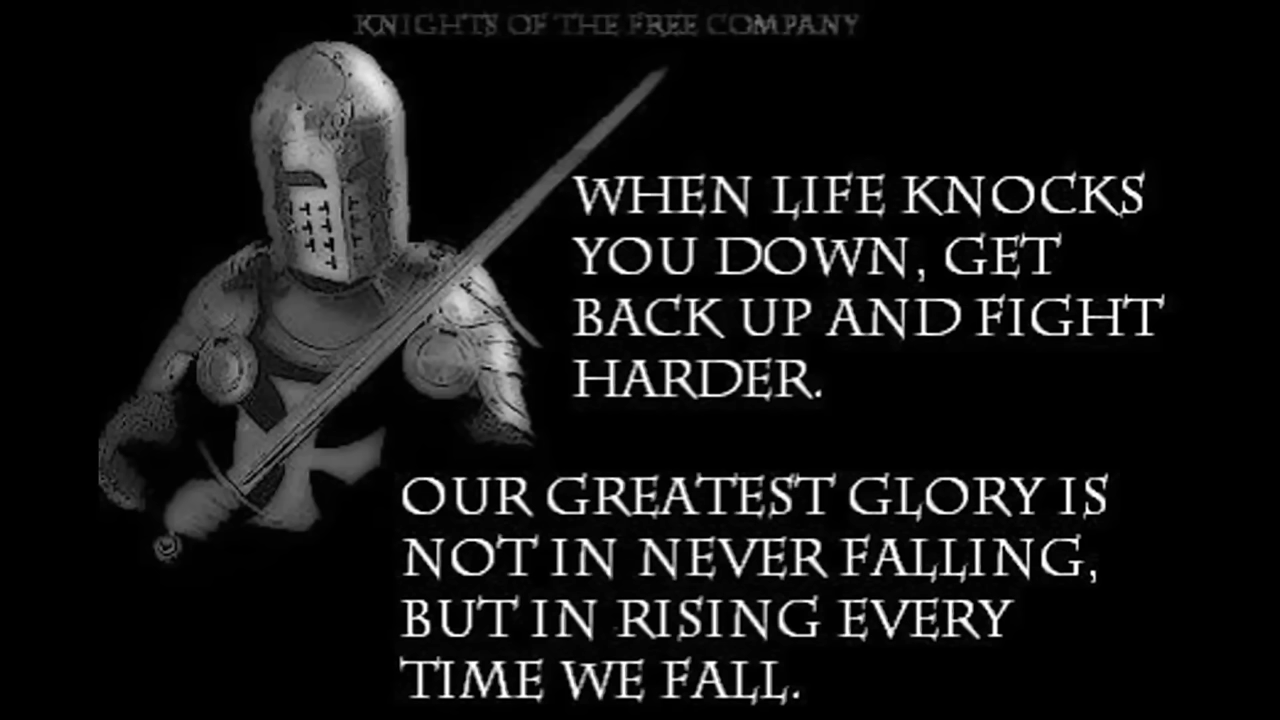 KNIGHTS OF THE FREE COMPANY
WHEN LIFE KNOCKS
YOU DOWN, GET
BACK UP AND FIGHT
HARDER.
OUR GREATEST GLORY IS
NOT IN NEVER FALLING,
BUT IN RISING EVERY
TIME WE FALL.